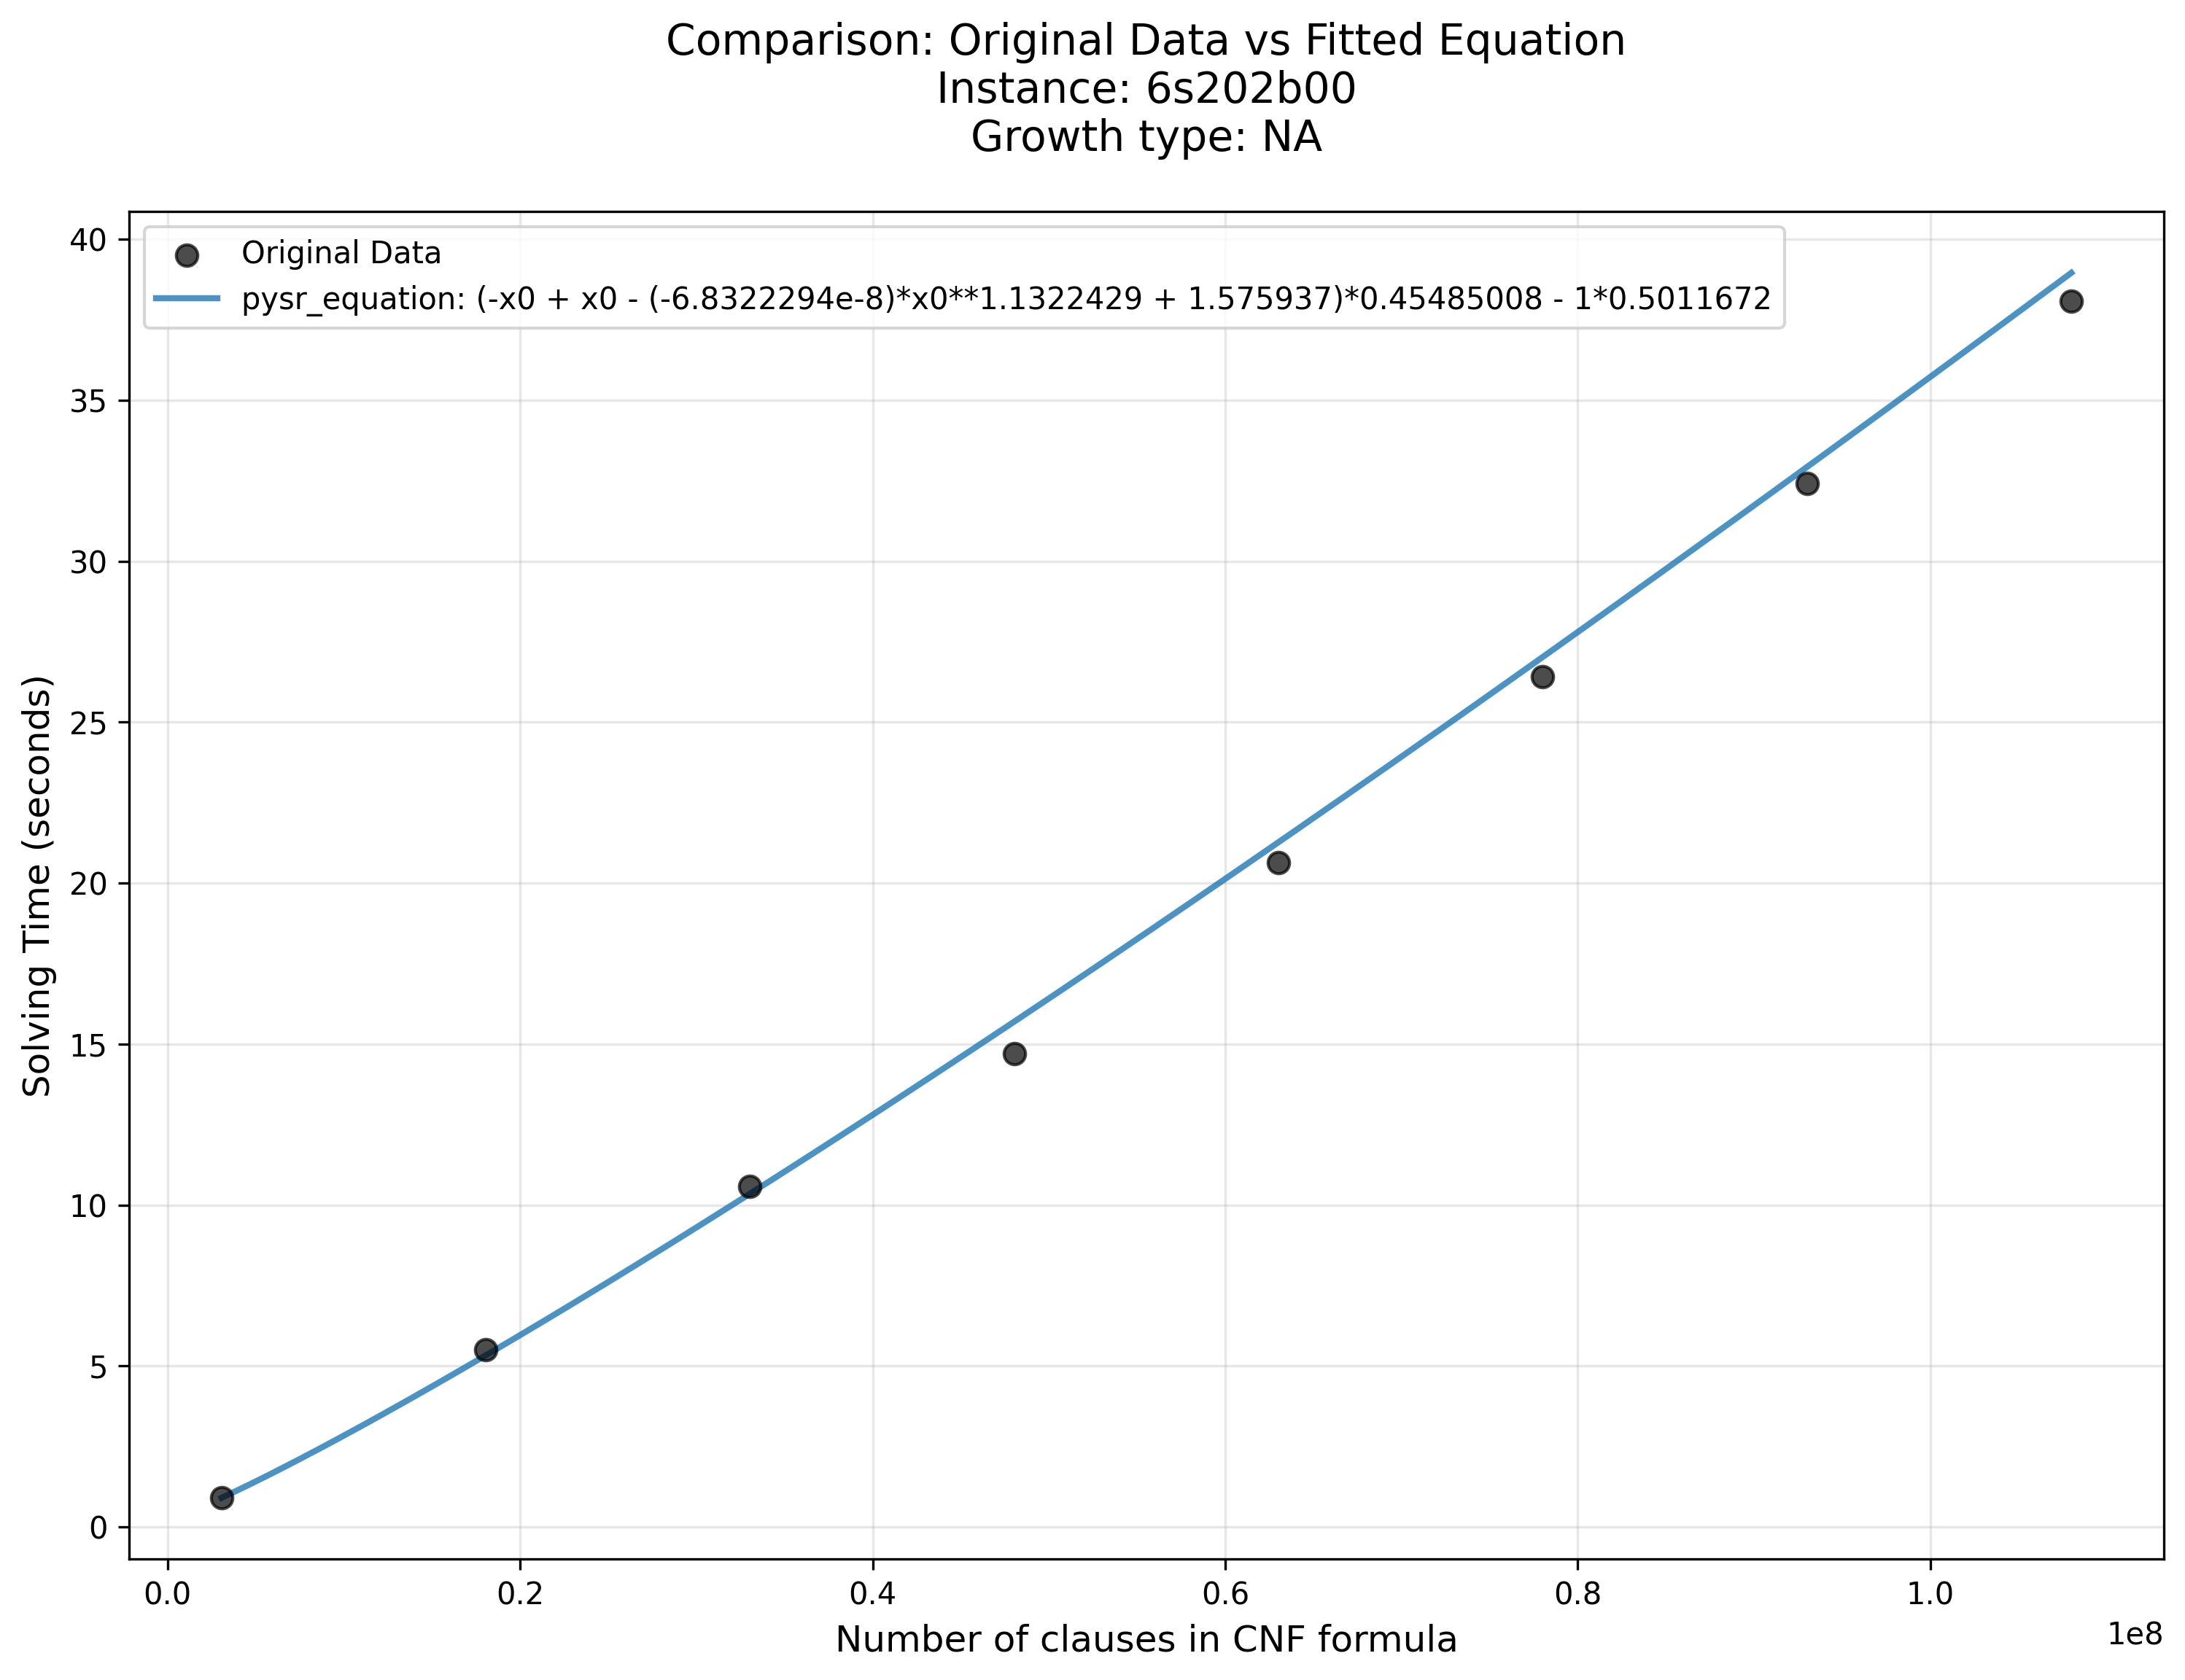 Comparison: Original Data vs Fitted Equation
Instance: 6s202b00
Growth type: NA
Original Data
pysr_equation: (-x0 + x0 - (-6.8322294e-8)*x0**1.1322429 + 1.575937)*0.45485008 - 1*0.5011672
40
35
30
25
20
15
10
5
0
Solving Time (seconds)
0.0 0.2 0.4 0.6 0.8 1.0
1e8
Number of clauses in CNF formula